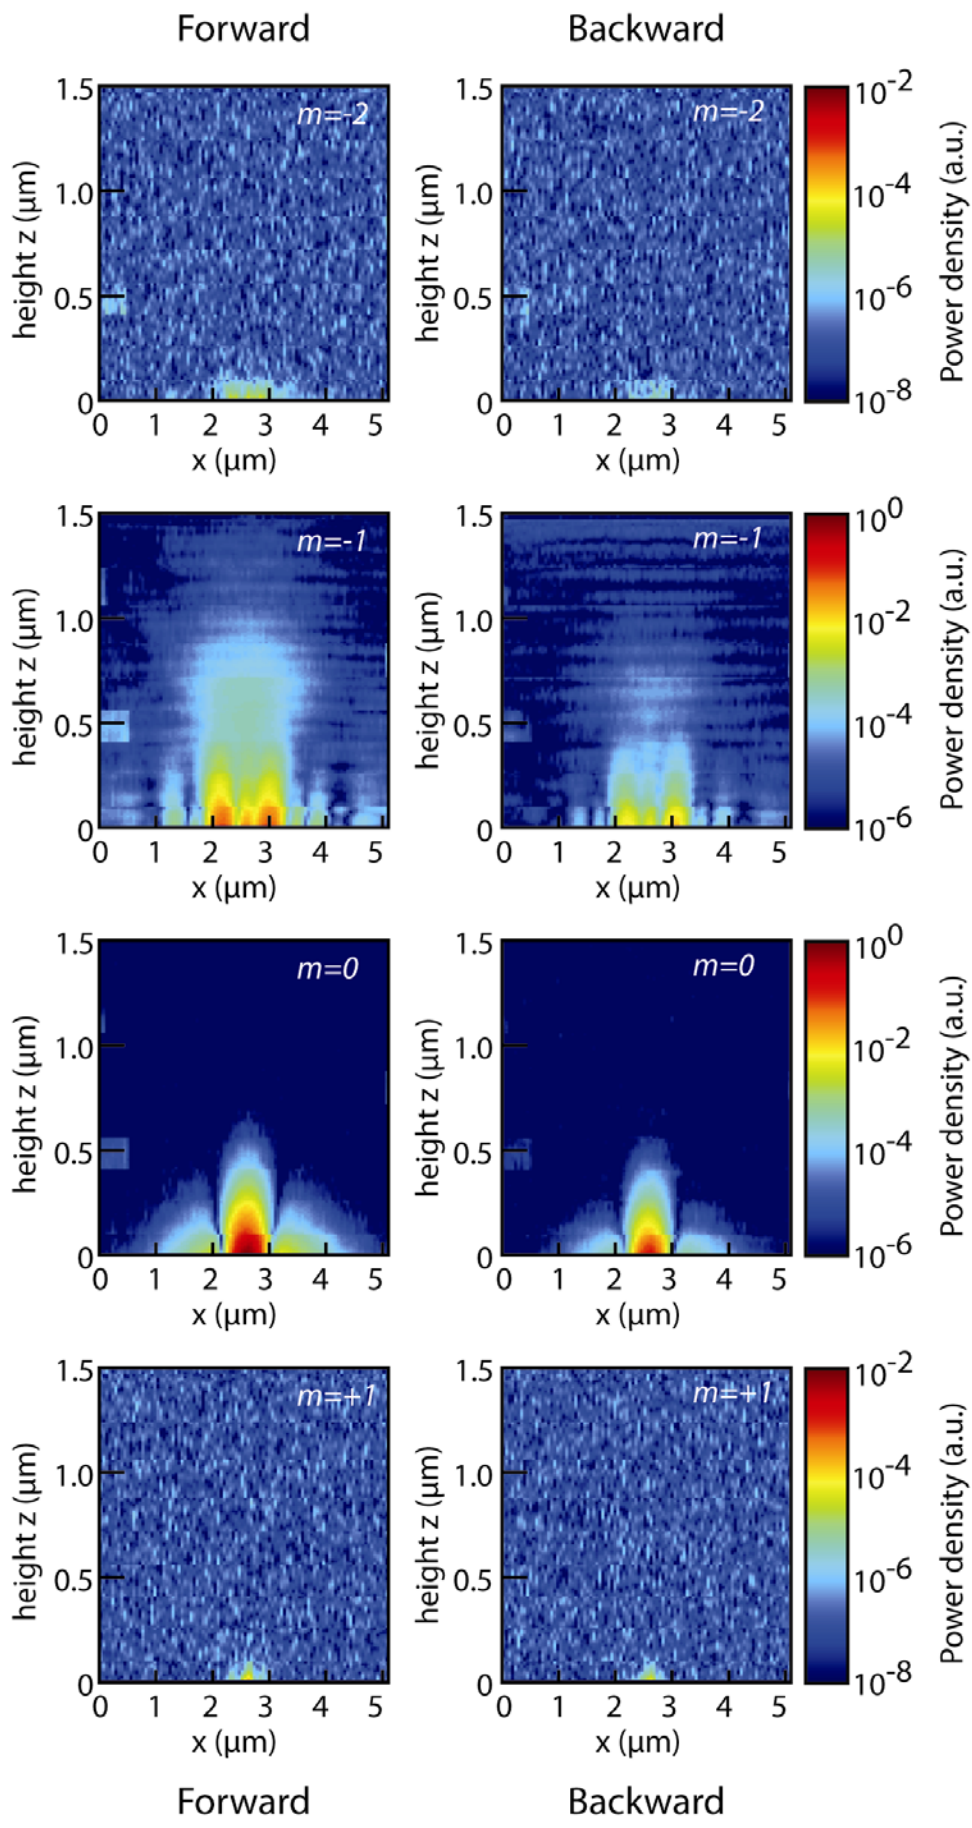 Forward Backward
m=-2 m=-2
height z (μm) height z (μm) Power density (a.u.)
1.5 1.0 0.5 0
1.5 1.0 0.5 0
10-2 10-4 10-6 10-8
0 1 2 3 4 5 0 1 2 3 4 5
x (μm) x (μm)
m=-1 m=-1
height z (μm) height z (μm) Power density (a.u.)
1.5 1.0 0.5 0
1.5 1.0 0.5 0
100 10-2 10-4 10-6
0 1 2 3 4 5 0 1 2 3 4 5
x (μm) x (μm)
m=0 m=0
height z (μm) height z (μm) Power density (a.u.)
1.5 1.0 0.5 0
1.5 1.0 0.5 0
100 10-2 10-4 10-6
0 1 2 3 4 5 0 1 2 3 4 5
x (μm) x (μm)
m=+1 m=+1
height z (μm) height z (μm) Power density (a.u.)
1.5 1.0 0.5 0
1.5 1.0 0.5 0
10-2 10-4 10-6 10-8
0 1 2 3 4 5 0 1 2 3 4 5
x (μm) x (μm)
Forward Backward